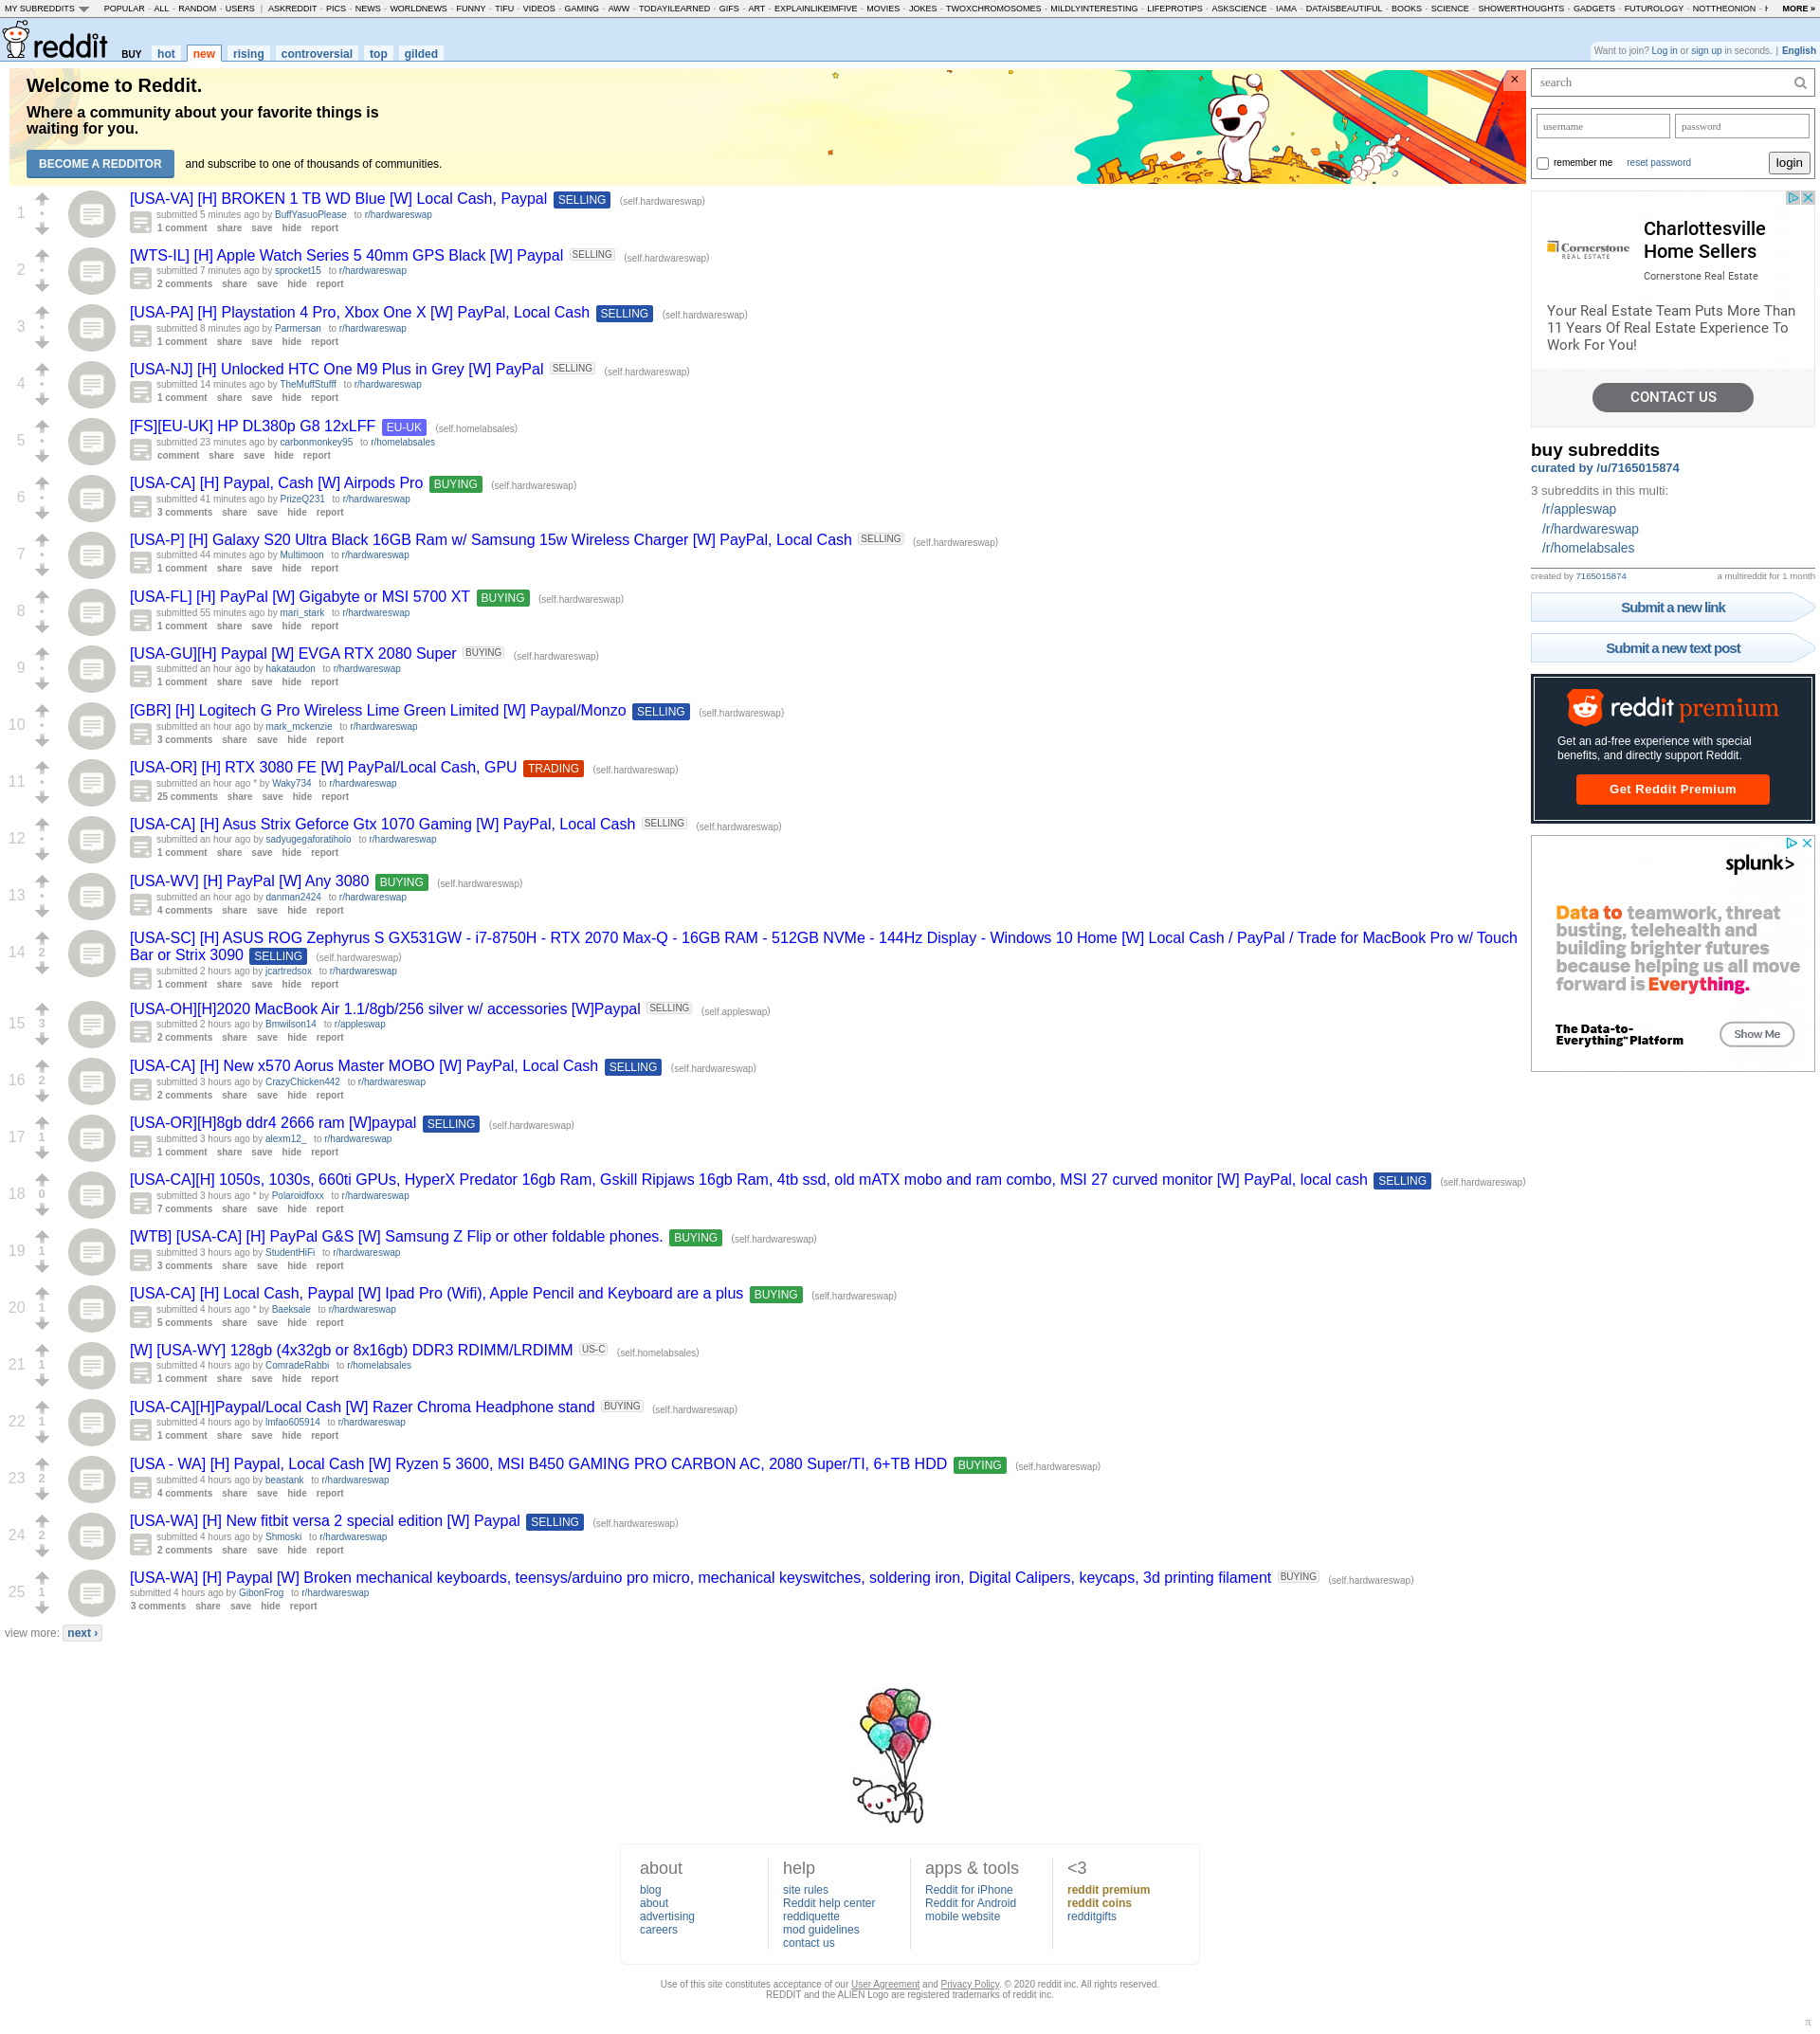 MY SUBREDDITS POPULAR - ALL - RANDOM - USERS | ASKREDDIT - PICS - NEWS - WORLDNEWS - FUNNY - TIFU - VIDEOS - GAMING - AWW - TODAYILEARNED - GIFS - ART - EXPLAINLIKEIMFIVE - MOVIES - JOKES - TWOXCHROMOSOMES - MILDLYINTERESTING - LIFEPROTIPS - ASKSCIENCE - IAMA - DATAISBEAUTIFUL - BOOKS - SCIENCE - SHOWERTHOUGHTS - GADGETS - FUTUROLOGY - NOTTHEONION - MORE »
reddit BUY hot new rising controversial top gilded
Want to join? Log in or sign up in seconds. | English
Welcome to Reddit.
Where a community about your favorite things is
waiting for you.
BECOME A REDDITOR and subscribe to one of thousands of communities.
1
[USA-VA] [H] BROKEN 1 TB WD Blue [W] Local Cash, Paypal SELLING (self.hardwareswap)
submitted 5 minutes ago by BuffYasuoPlease to r/hardwareswap
1 comment share save hide report
2
[WTS-IL] [H] Apple Watch Series 5 40mm GPS Black [W] Paypal SELLING (self.hardwareswap)
submitted 7 minutes ago by sprocket15 to r/hardwareswap
2 comments share save hide report
3
[USA-PA] [H] Playstation 4 Pro, Xbox One X [W] PayPal, Local Cash SELLING (self.hardwareswap)
submitted 8 minutes ago by Parmersan to r/hardwareswap
1 comment share save hide report
4
[USA-NJ] [H] Unlocked HTC One M9 Plus in Grey [W] PayPal SELLING (self.hardwareswap)
submitted 14 minutes ago by TheMuffStufff to r/hardwareswap
1 comment share save hide report
5
[FS][EU-UK] HP DL380p G8 12xLFF EU-UK (self.homelabsales)
submitted 23 minutes ago by carbonmonkey95 to r/homelabsales
comment share save hide report
6
[USA-CA] [H] Paypal, Cash [W] Airpods Pro BUYING (self.hardwareswap)
submitted 41 minutes ago by PrizeQ231 to r/hardwareswap
3 comments share save hide report
7
[USA-P] [H] Galaxy S20 Ultra Black 16GB Ram w/ Samsung 15w Wireless Charger [W] PayPal, Local Cash SELLING (self.hardwareswap)
submitted 44 minutes ago by Multimoon to r/hardwareswap
1 comment share save hide report
8
[USA-FL] [H] PayPal [W] Gigabyte or MSI 5700 XT BUYING (self.hardwareswap)
submitted 55 minutes ago by mari_stark to r/hardwareswap
1 comment share save hide report
9
[USA-GU][H] Paypal [W] EVGA RTX 2080 Super BUYING (self.hardwareswap)
submitted an hour ago by hakataudon to r/hardwareswap
1 comment share save hide report
10
[GBR] [H] Logitech G Pro Wireless Lime Green Limited [W] Paypal/Monzo SELLING (self.hardwareswap)
submitted an hour ago by mark_mckenzie to r/hardwareswap
3 comments share save hide report
11
[USA-OR] [H] RTX 3080 FE [W] PayPal/Local Cash, GPU TRADING (self.hardwareswap)
submitted an hour ago * by Waky734 to r/hardwareswap
25 comments share save hide report
12
[USA-CA] [H] Asus Strix Geforce Gtx 1070 Gaming [W] PayPal, Local Cash SELLING (self.hardwareswap)
submitted an hour ago by sadyugegaforatiholo to r/hardwareswap
1 comment share save hide report
13
[USA-WV] [H] PayPal [W] Any 3080 BUYING (self.hardwareswap)
submitted an hour ago by danman2424 to r/hardwareswap
4 comments share save hide report
14 2
[USA-SC] [H] ASUS ROG Zephyrus S GX531GW - i7-8750H - RTX 2070 Max-Q - 16GB RAM - 512GB NVMe - 144Hz Display - Windows 10 Home [W] Local Cash / PayPal / Trade for MacBook Pro w/ Touch
Bar or Strix 3090 SELLING (self.hardwareswap)
submitted 2 hours ago by jcartredsox to r/hardwareswap
1 comment share save hide report
15 3
[USA-OH][H]2020 MacBook Air 1.1/8gb/256 silver w/ accessories [W]Paypal SELLING (self.appleswap)
submitted 2 hours ago by Bmwilson14 to r/appleswap
2 comments share save hide report
16 2
[USA-CA] [H] New x570 Aorus Master MOBO [W] PayPal, Local Cash SELLING (self.hardwareswap)
submitted 3 hours ago by CrazyChicken442 to r/hardwareswap
2 comments share save hide report
17 1
[USA-OR][H]8gb ddr4 2666 ram [W]paypal SELLING (self.hardwareswap)
submitted 3 hours ago by alexm12_ to r/hardwareswap
1 comment share save hide report
18 0
[USA-CA][H] 1050s, 1030s, 660ti GPUs, HyperX Predator 16gb Ram, Gskill Ripjaws 16gb Ram, 4tb ssd, old mATX mobo and ram combo, MSI 27 curved monitor [W] PayPal, local cash SELLING (self.hardwareswap)
submitted 3 hours ago * by Polaroidfoxx to r/hardwareswap
7 comments share save hide report
19 1
[WTB] [USA-CA] [H] PayPal G&S [W] Samsung Z Flip or other foldable phones. BUYING (self.hardwareswap)
submitted 3 hours ago by StudentHiFi to r/hardwareswap
3 comments share save hide report
20 1
[USA-CA] [H] Local Cash, Paypal [W] Ipad Pro (Wifi), Apple Pencil and Keyboard are a plus BUYING (self.hardwareswap)
submitted 4 hours ago * by Baeksale to r/hardwareswap
5 comments share save hide report
21 1
[W] [USA-WY] 128gb (4x32gb or 8x16gb) DDR3 RDIMM/LRDIMM US-C (self.homelabsales)
submitted 4 hours ago by ComradeRabbi to r/homelabsales
1 comment share save hide report
22 1
[USA-CA][H]Paypal/Local Cash [W] Razer Chroma Headphone stand BUYING (self.hardwareswap)
submitted 4 hours ago by lmfao605914 to r/hardwareswap
1 comment share save hide report
23 2
[USA - WA] [H] Paypal, Local Cash [W] Ryzen 5 3600, MSI B450 GAMING PRO CARBON AC, 2080 Super/TI, 6+TB HDD BUYING (self.hardwareswap)
submitted 4 hours ago by beastank to r/hardwareswap
4 comments share save hide report
24 2
[USA-WA] [H] New fitbit versa 2 special edition [W] Paypal SELLING (self.hardwareswap)
submitted 4 hours ago by Shmoski to r/hardwareswap
2 comments share save hide report
25 1
[USA-WA] [H] Paypal [W] Broken mechanical keyboards, teensys/arduino pro micro, mechanical keyswitches, soldering iron, Digital Calipers, keycaps, 3d printing filament BUYING (self.hardwareswap)
submitted 4 hours ago by GibonFrog to r/hardwareswap
3 comments share save hide report
view more: next ›
search
username password
remember me reset password login
Charlottesville
Home Sellers
Cornerstone
REAL ESTATE
Cornerstone Real Estate
Your Real Estate Team Puts More Than
11 Years Of Real Estate Experience To
Work For You!
CONTACT US
buy subreddits
curated by /u/7165015874
3 subreddits in this multi:
/r/appleswap
/r/hardwareswap
/r/homelabsales
created by 7165015874 a multireddit for 1 month
Submit a new link
Submit a new text post
reddit premium
Get an ad-free experience with special
benefits, and directly support Reddit.
Get Reddit Premium
splunk>
Data to teamwork, threat
busting, telehealth and
building brighter futures
because helping us all move
forward is Everything.
The Data-to-
Everything™ Platform
Show Me
about
blog
about
advertising
careers
help
site rules
Reddit help center
reddiquette
mod guidelines
contact us
apps & tools
Reddit for iPhone
Reddit for Android
mobile website
<3
reddit premium
reddit coins
redditgifts
Use of this site constitutes acceptance of our User Agreement and Privacy Policy. © 2020 reddit inc. All rights reserved.
REDDIT and the ALIEN Logo are registered trademarks of reddit inc.
π